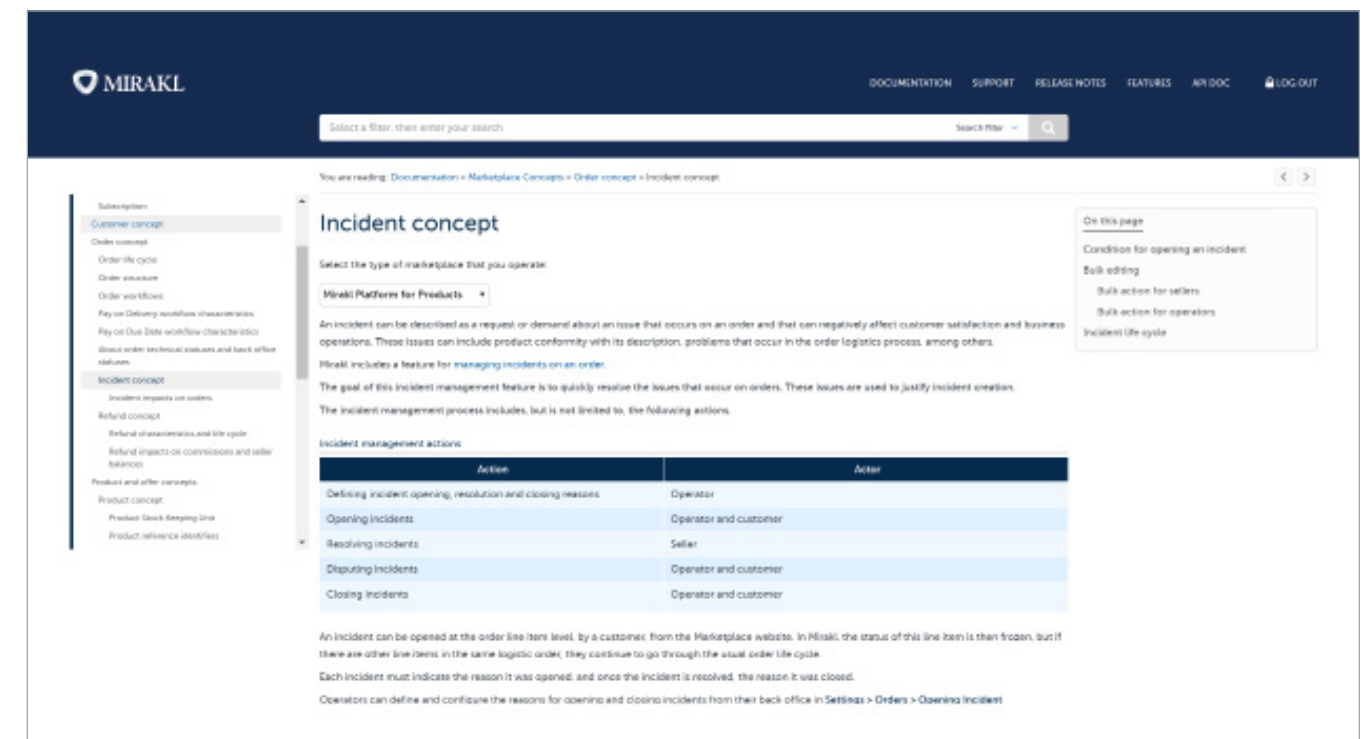 MIRAKL
DOCUMENTATION SUPPORT RELEASE NOTES FEATURES API DOC LOG OUT
Select a filter, then enter your search
Search filter
You are reading: Documentation » Marketplace Concepts » Order concept » Incident concept
Subscription
Customer concept
Order concept
Order life cycle
Order structure
Order workflows
Pay on Delivery workflow characteristics
Pay on Due Date workflow characteristics
About order technical statuses and back office
statuses
Incident concept
Incident impacts on orders
Refund concept
Refund characteristics and life cycle
Refund impacts on commissions and seller
balances
Product and offer concepts
Product concept
Product Stock Keeping Unit
Product reference identifiers
Incident concept
Select the type of marketplace that you operate:
Mirakl Platform for Products
An incident can be described as a request or demand about an issue that occurs on an order and that can negatively affect customer satisfaction and business
operations. These issues can include product conformity with its description, problems that occur in the order logistics process, among others.
Mirakl includes a feature for managing incidents on an order.
The goal of this incident management feature is to quickly resolve the issues that occur on orders. These issues are used to justify incident creation.
The incident management process includes, but is not limited to, the following actions.
Incident management actions
Action Actor
Defining incident opening, resolution and closing reasons Operator
Opening incidents Operator and customer
Resolving incidents Seller
Disputing incidents Operator and customer
Closing incidents Operator and customer
An incident can be opened at the order line item level, by a customer, from the Marketplace website. In Mirakl, the status of this line item is then frozen, but if
there are other line items in the same logistic order, they continue to go through the usual order life cycle.
Each incident must indicate the reason it was opened, and once the incident is resolved, the reason it was closed.
Operators can define and configure the reasons for opening and closing incidents from their back office in Settings > Orders > Opening Incident
On this page
Condition for opening an incident
Bulk editing
Bulk action for sellers
Bulk action for operators
Incident life cycle